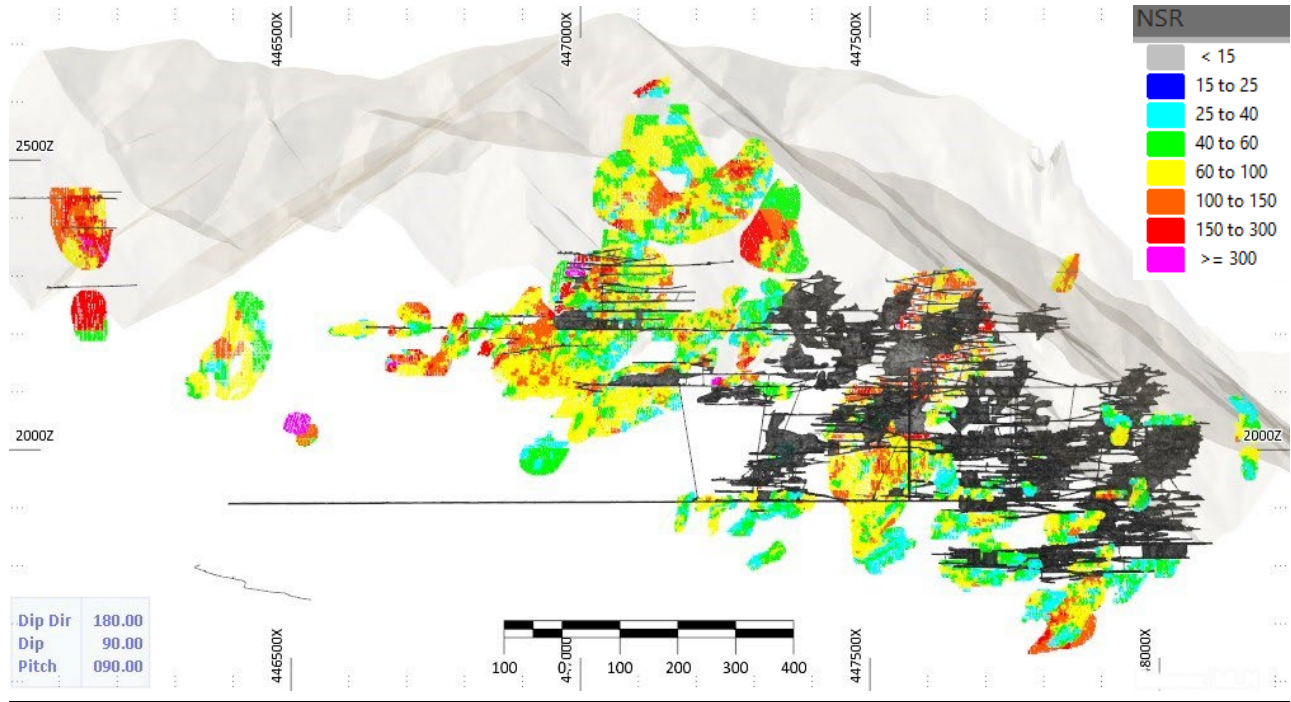 446500X
447000X
447500X
NSR
< 15
15 to 25
25 to 40
40 to 60
60 to 100
100 to 150
150 to 300
>= 300
2500Z
2000Z
2000Z
Dip Dir 180.00
Dip 90.00
Pitch 090.00
100 0 100 200 300 400
446500X
447500X